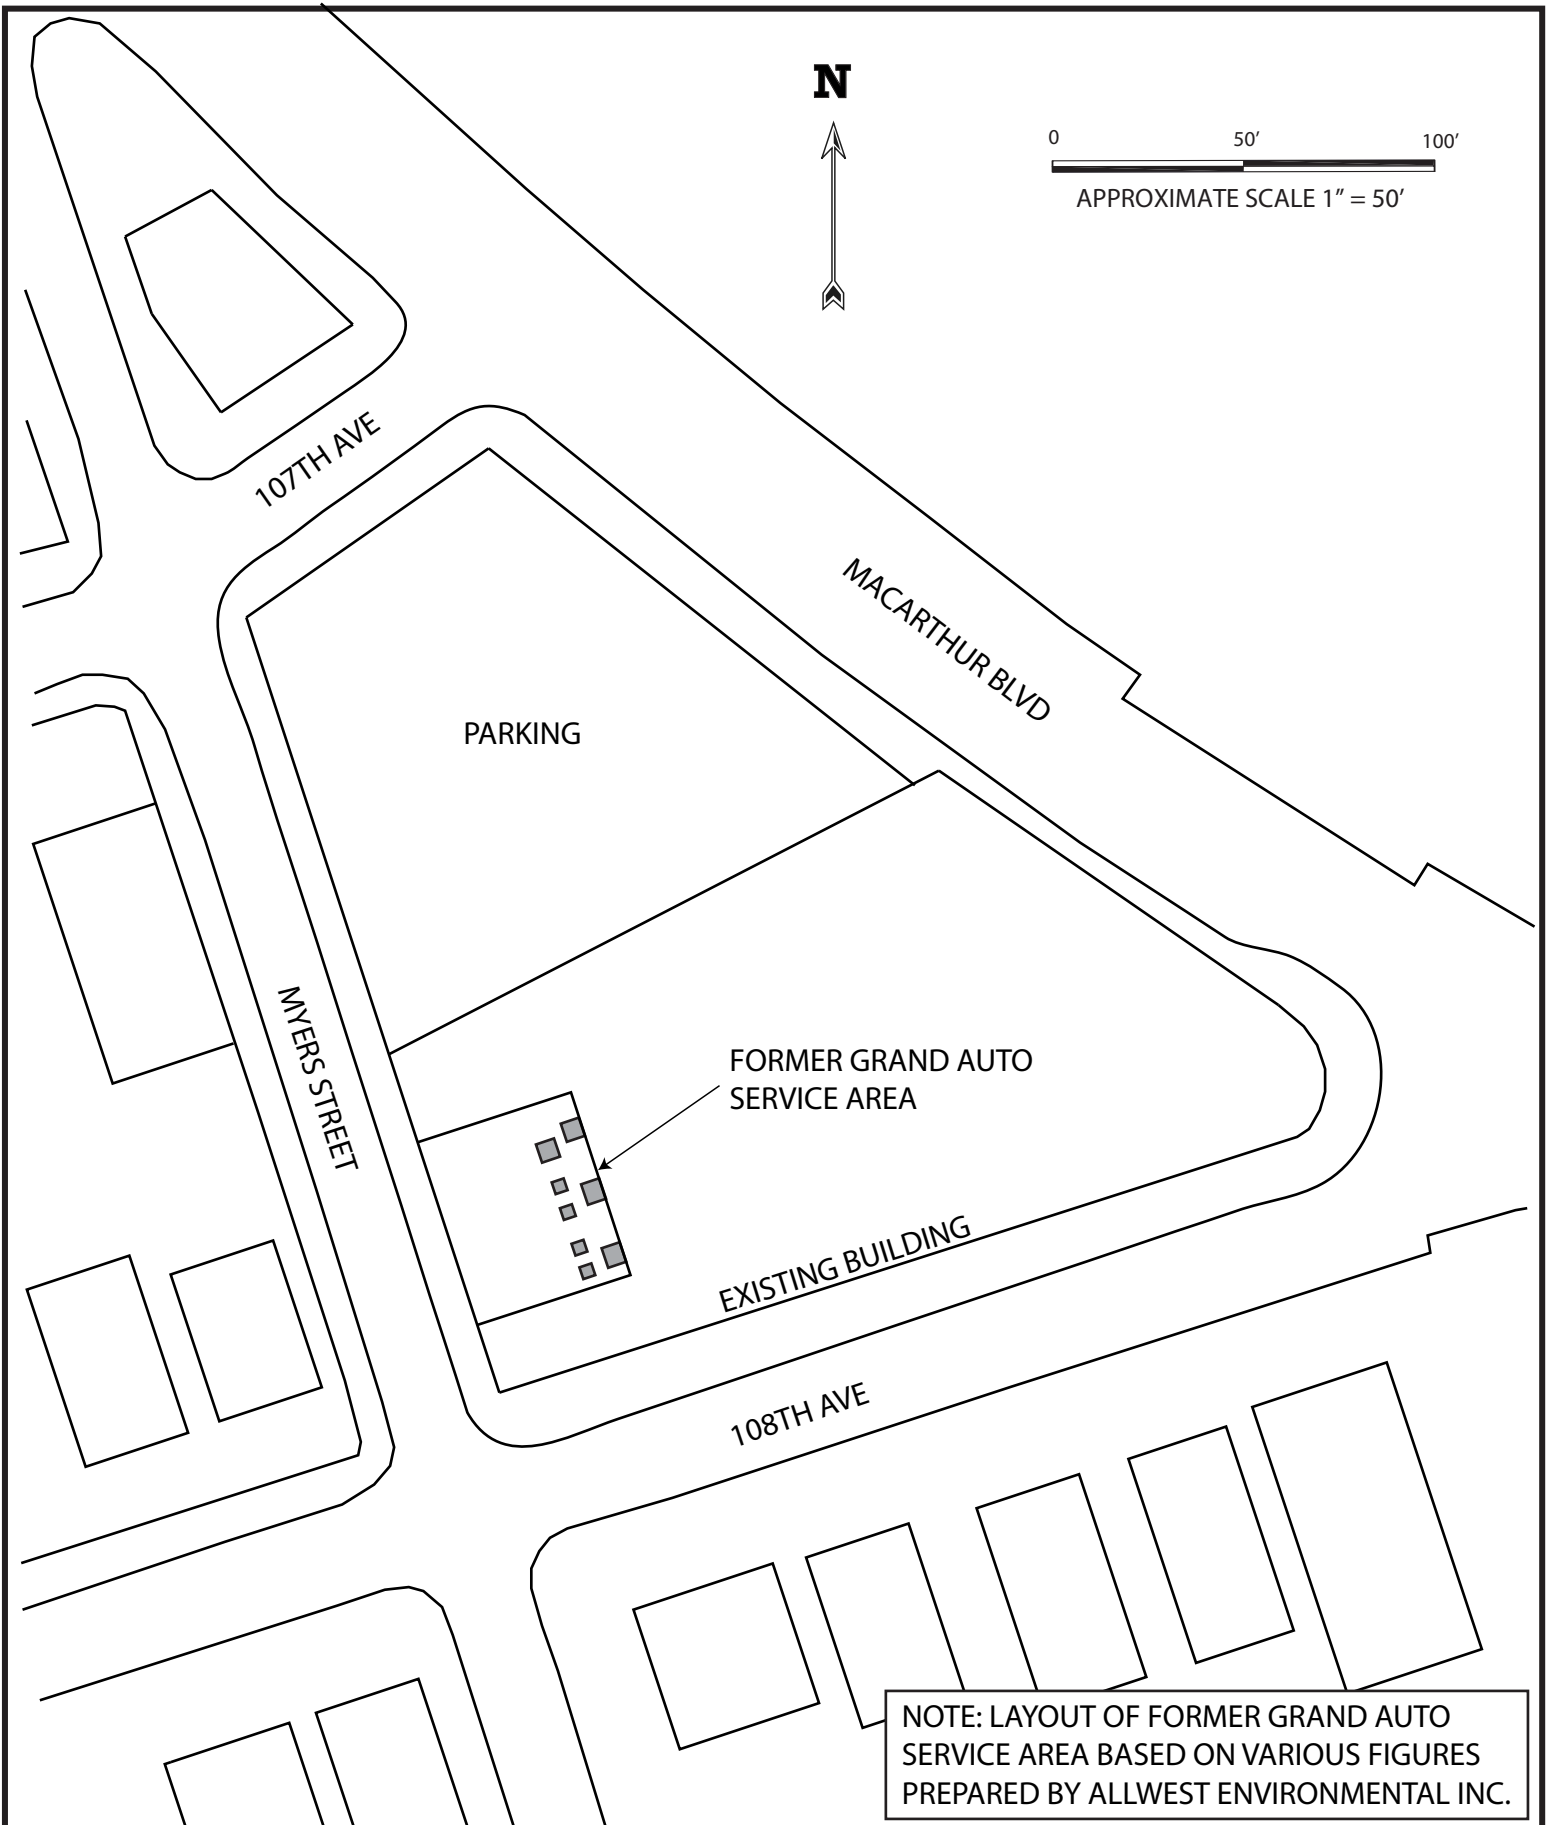 N
0 50′ 100′
APPROXIMATE SCALE 1″ = 50′
107TH AVE
MACARTHUR BLVD
PARKING
MYERS STREET
FORMER GRAND AUTO
SERVICE AREA
EXISTING BUILDING
108TH AVE
NOTE: LAYOUT OF FORMER GRAND AUTO
SERVICE AREA BASED ON VARIOUS FIGURES
PREPARED BY ALLWEST ENVIRONMENTAL INC.